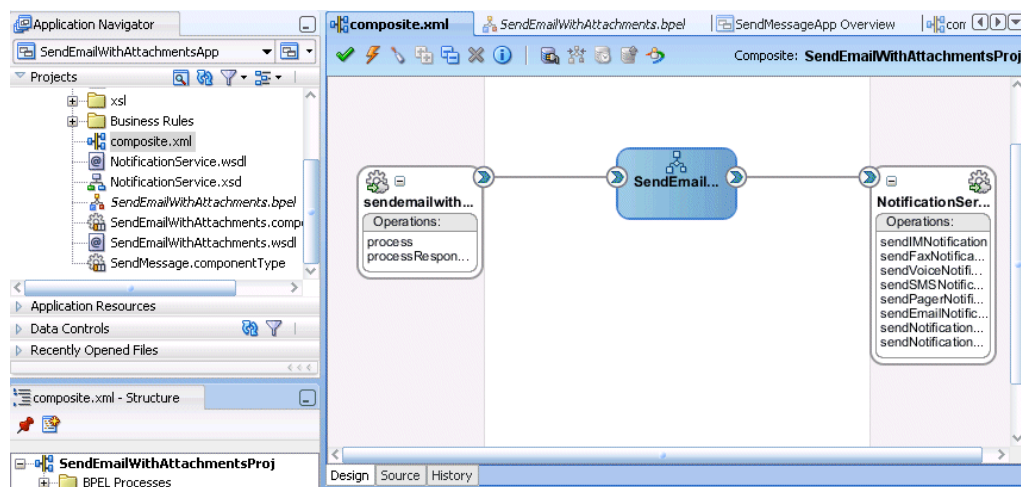 Application Navigator
SendEmailWithAttachmentsApp
Projects
xsl
Business Rules
composite.xml
NotificationService.wsdl
NotificationService.xsd
SendEmailWithAttachments.bpel
SendEmailWithAttachments.compo
SendEmailWithAttachments.wsdl
SendMessage.componentType
Application Resources
Data Controls
Recently Opened Files
composite.xml - Structure
SendEmailWithAttachmentsProj
BPEL Processes
composite.xml
SendEmailWithAttachments.bpel
SendMessageApp Overview
com
Composite: SendEmailWithAttachmentsProj
sendemailwith...
Operations:
process
processRespon...
SendEmail...
NotificationSer...
Operations:
sendIMNotification
sendFaxNotifica...
sendVoiceNotifi...
sendSMSNotific...
sendPagerNotifi...
sendEmailNotific...
sendNotification...
sendNotification...
Design Source History